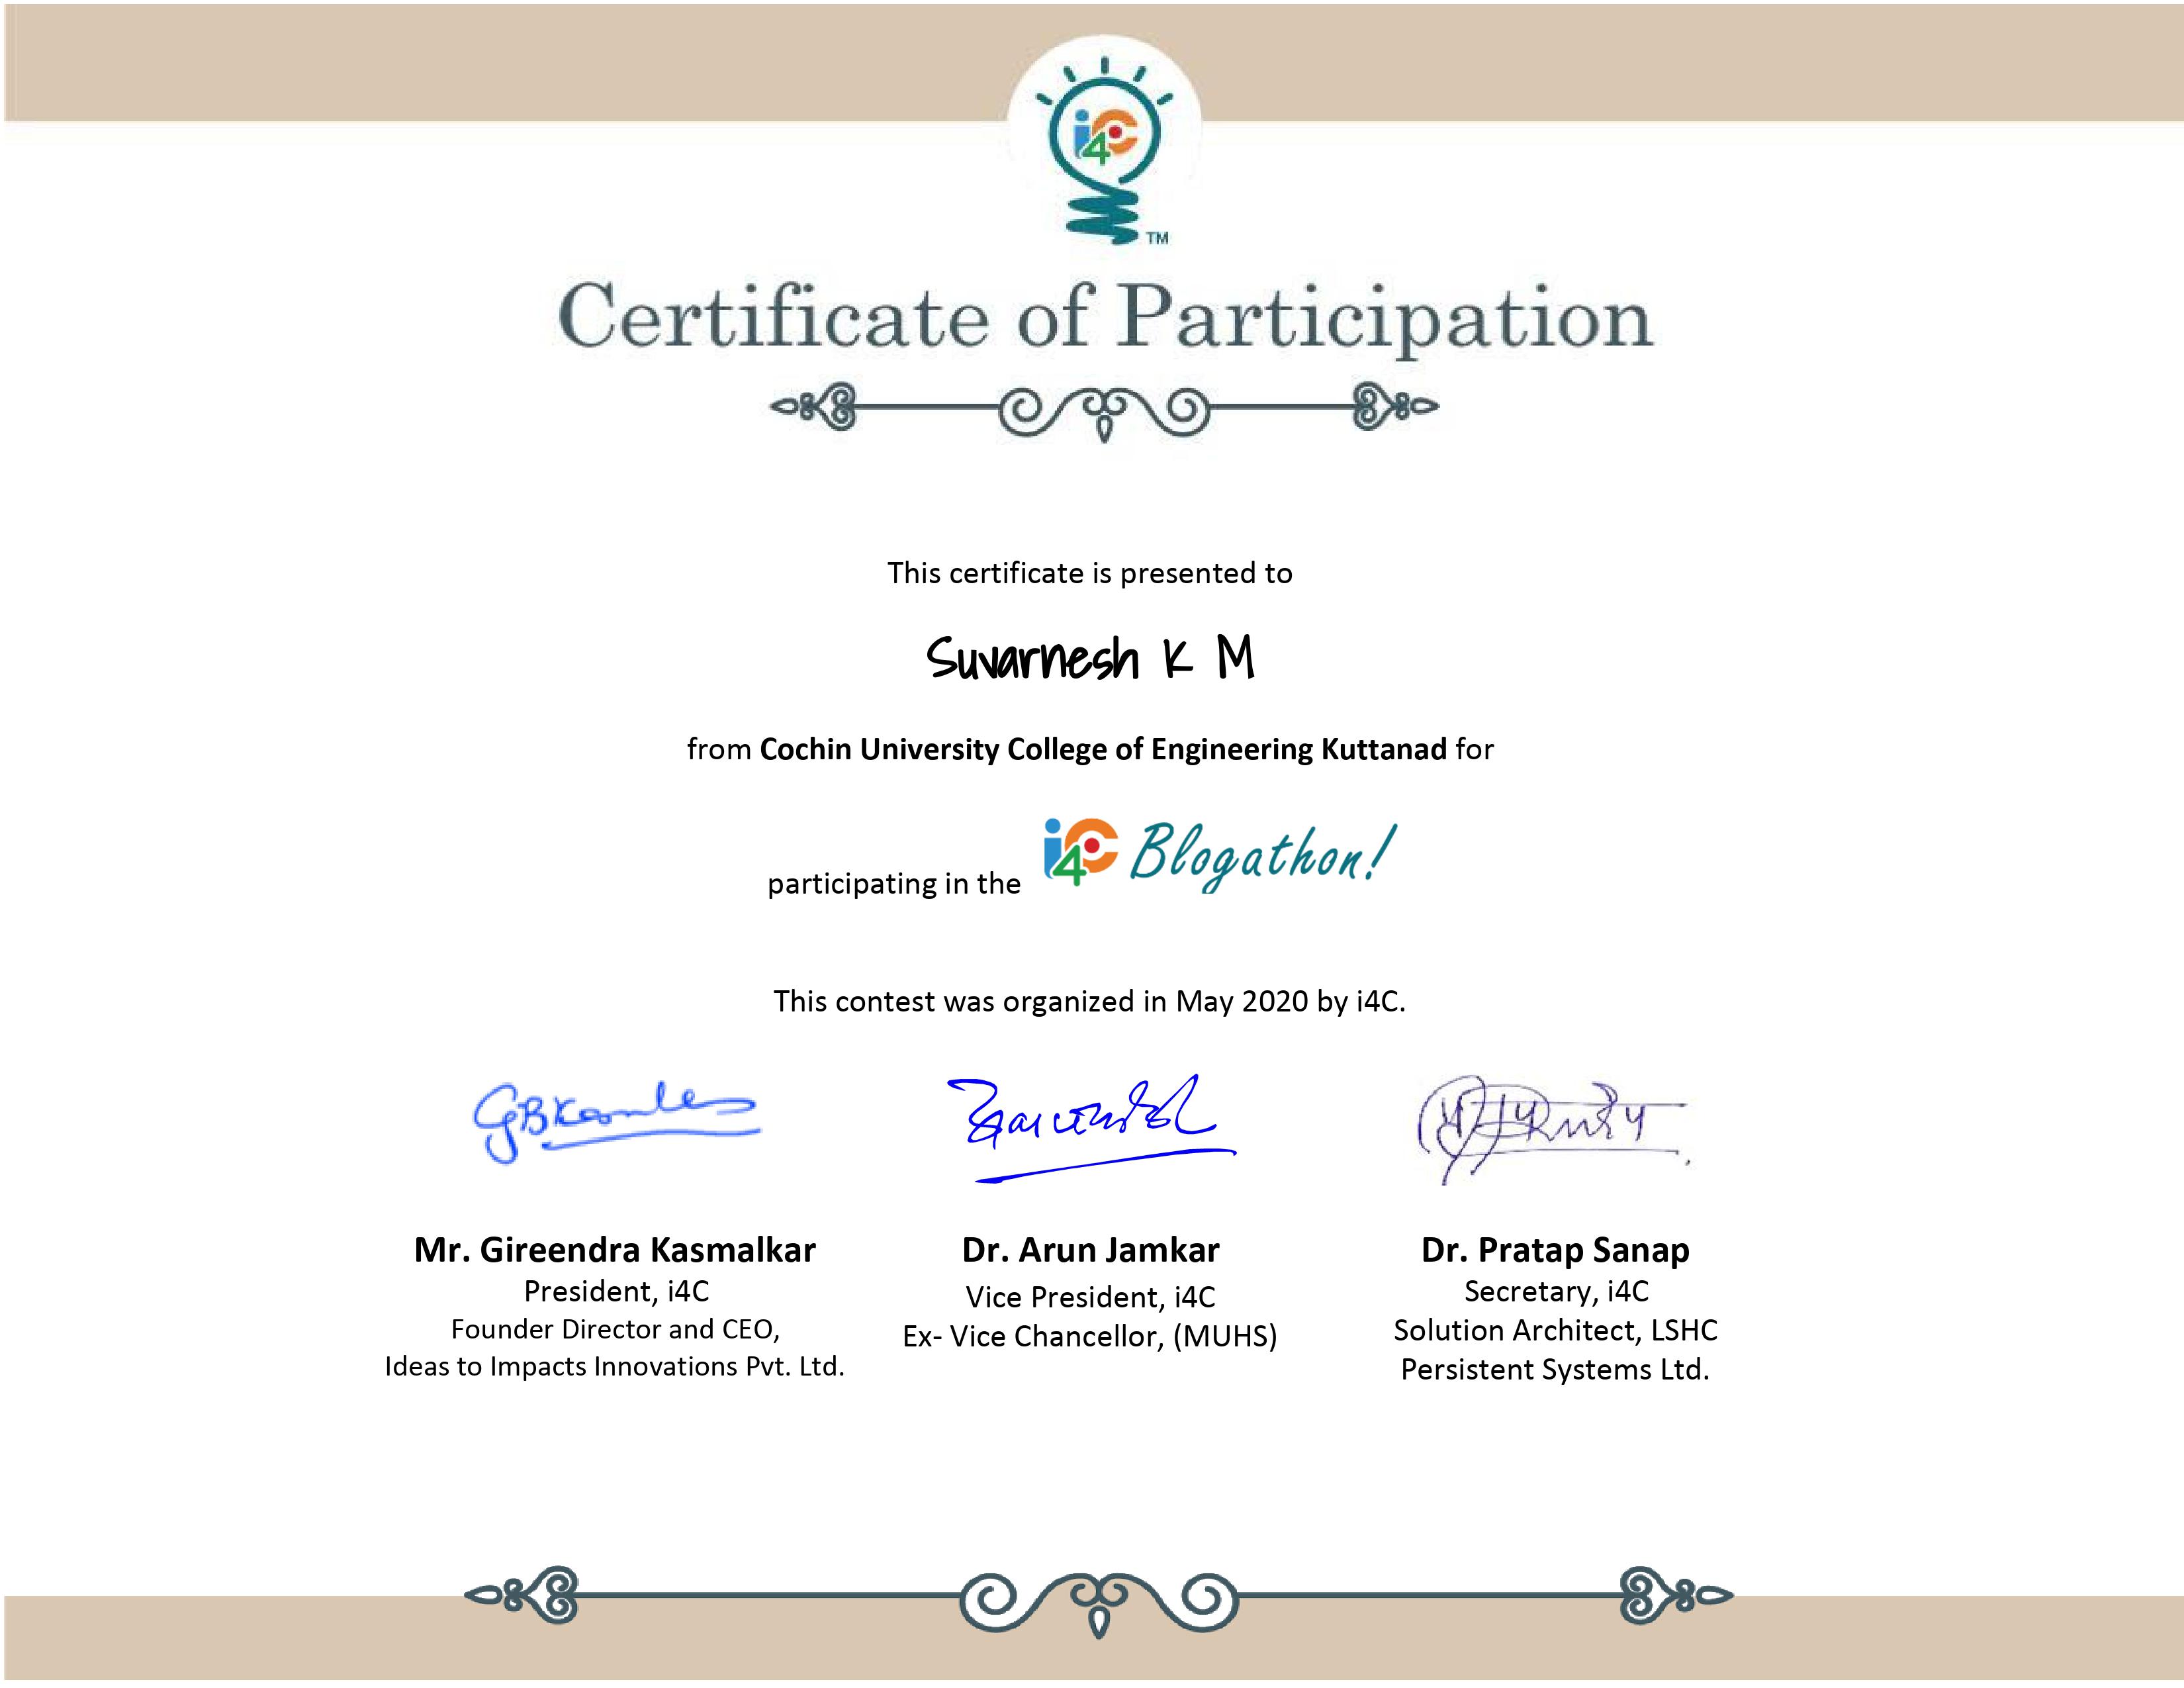 i4C
TM
Certificate of Participation
This certificate is presented to
Suvarnesh K M
from Cochin University College of Engineering Kuttanad for
participating in the i4C Blogathon!
This contest was organized in May 2020 by i4C.
Mr. Gireendra Kasmalkar
President, i4C
Founder Director and CEO,
Ideas to Impacts Innovations Pvt. Ltd.
Dr. Arun Jamkar
Vice President, i4C
Ex- Vice Chancellor, (MUHS)
Dr. Pratap Sanap
Secretary, i4C
Solution Architect, LSHC
Persistent Systems Ltd.